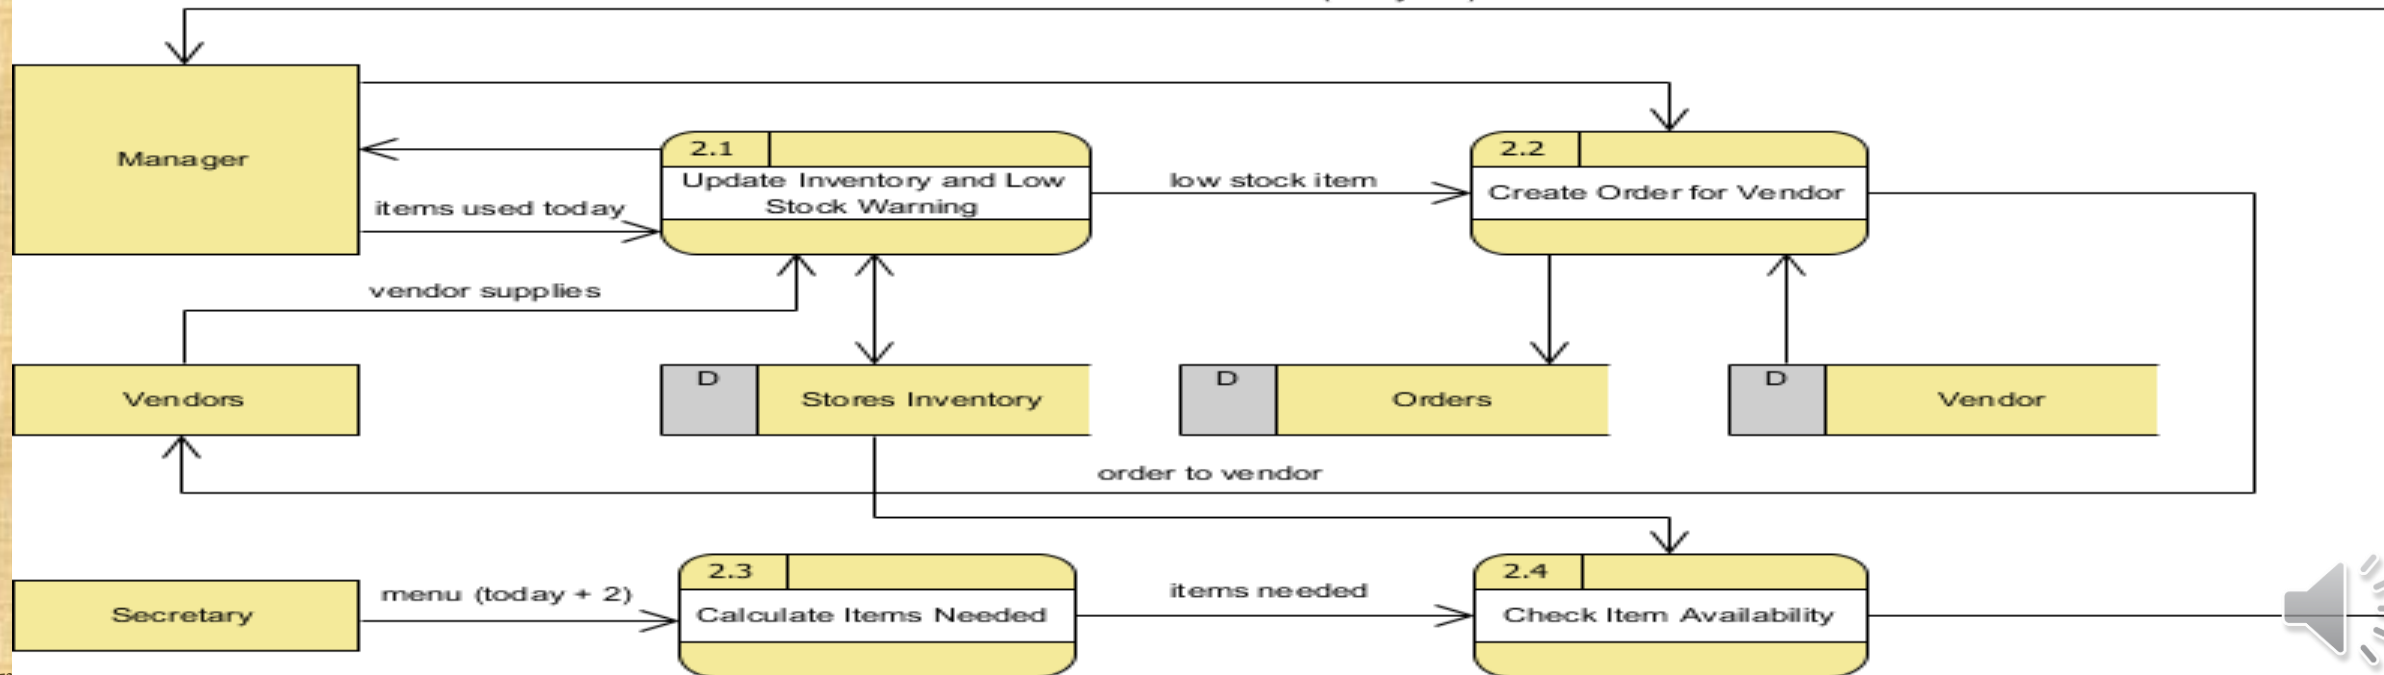 Manager
2.1
Update Inventory and Low
Stock Warning
low stock item
2.2
Create Order for Vendor
items used today
vendor supplies
Vendors
D
Stores Inventory
D
Orders
D
Vendor
order to vendor
Secretary
menu (today + 2)
2.3
Calculate Items Needed
items needed
2.4
Check Item Availability